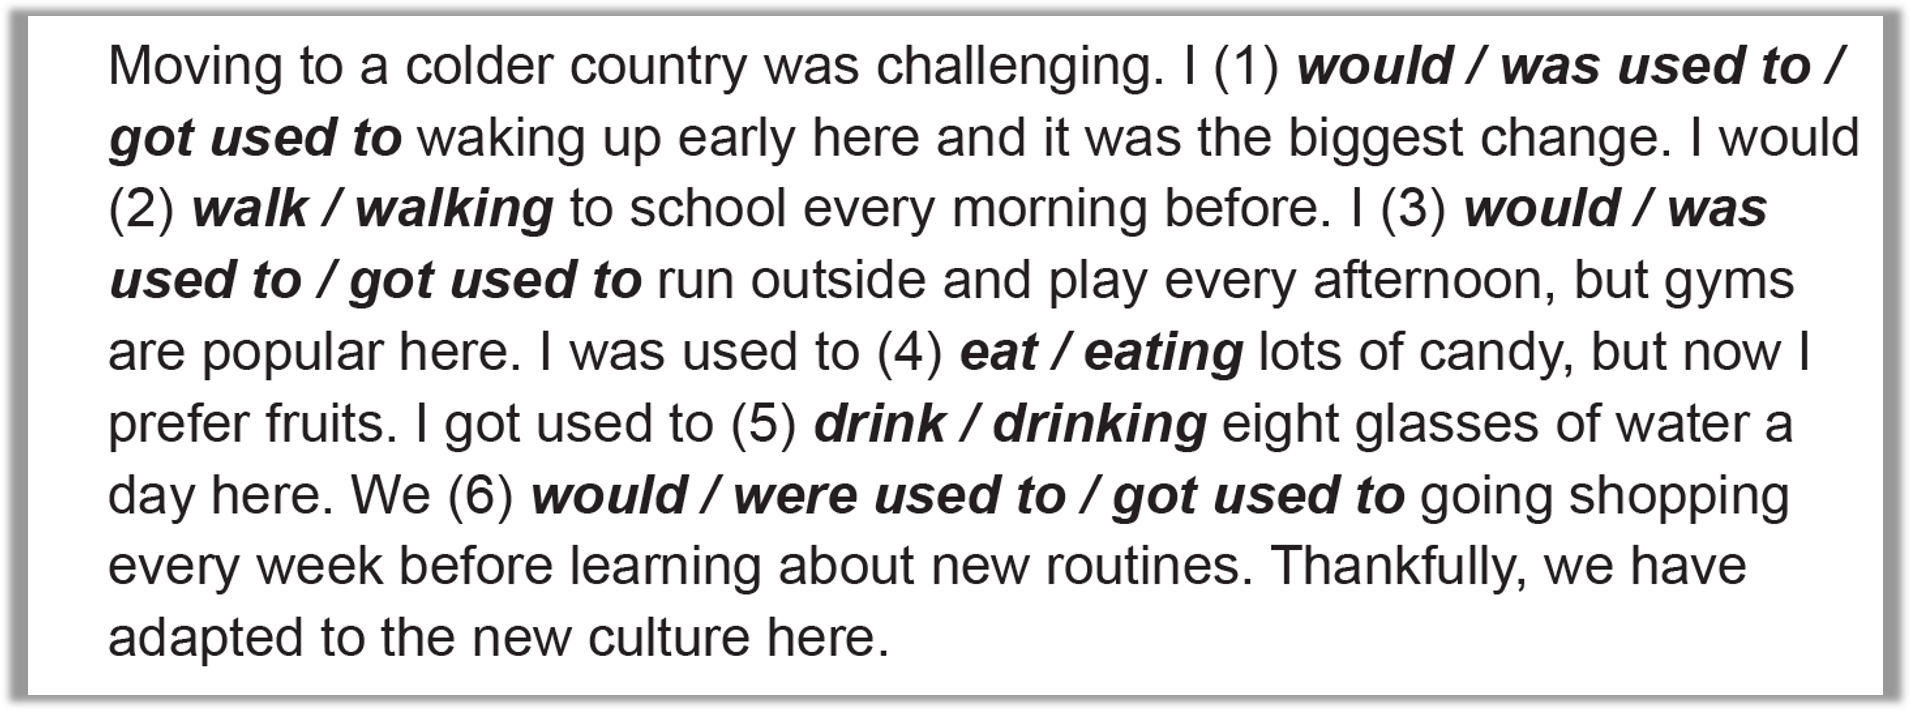 Moving to a colder country was challenging. I (1) would / was used to /
got used to waking up early here and it was the biggest change. I would
(2) walk / walking to school every morning before. I (3) would / was
used to / got used to run outside and play every afternoon, but gyms
are popular here. I was used to (4) eat / eating lots of candy, but now I
prefer fruits. I got used to (5) drink / drinking eight glasses of water a
day here. We (6) would / were used to / got used to going shopping
every week before learning about new routines. Thankfully, we have
adapted to the new culture here.